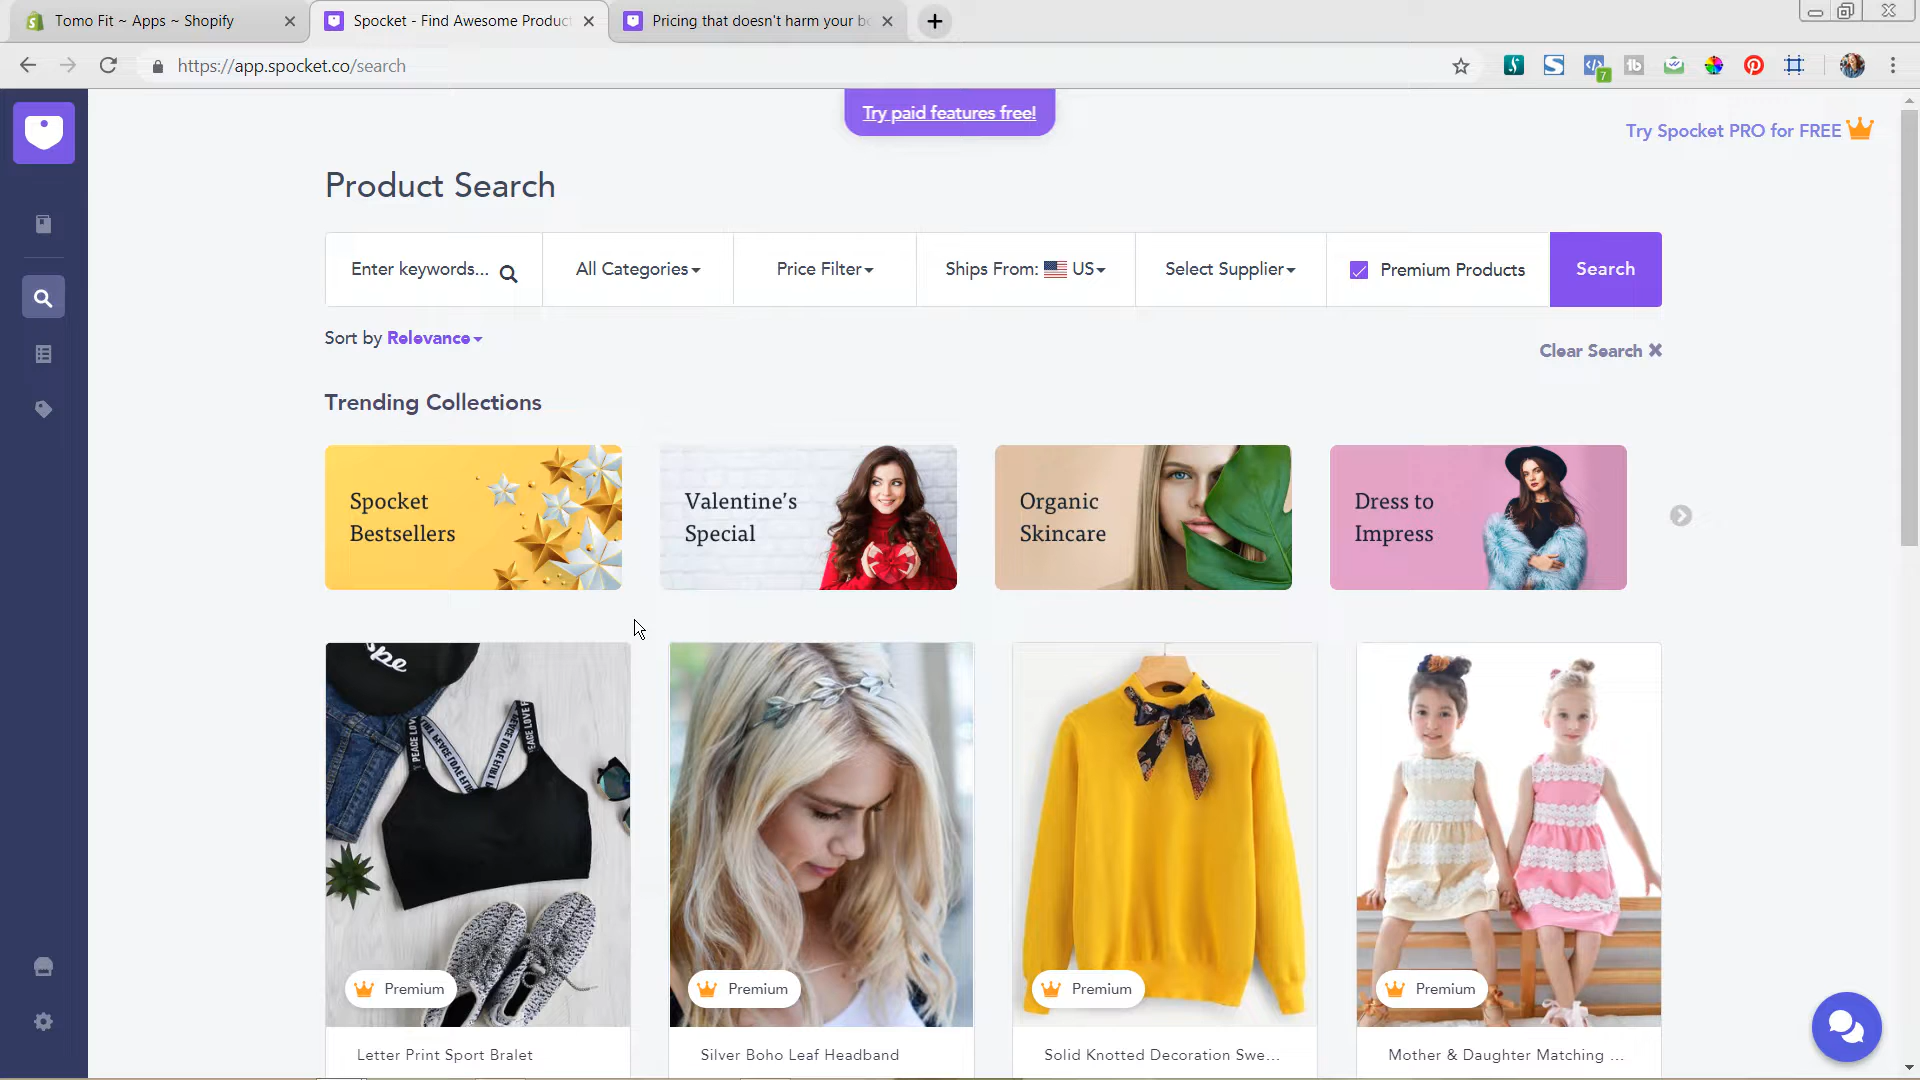 Tomo Fit ~ Apps ~ Shopify
Spocket - Find Awesome Product
Pricing that doesn't harm your b
https://app.spocket.co/search
7
Try paid features free!
Try Spocket PRO for FREE
Product Search
Enter keywords...
All Categories
Price Filter
Ships From: US
Select Supplier
Premium Products
Search
Sort by Relevance
Clear Search
Trending Collections
Spocket
Bestsellers
Valentine's
Special
Organic
Skincare
Dress to
Impress
Premium
Premium
Premium
Premium
Letter Print Sport Bralet
Silver Boho Leaf Headband
Solid Knotted Decoration Swe...
Mother & Daughter Matching ...